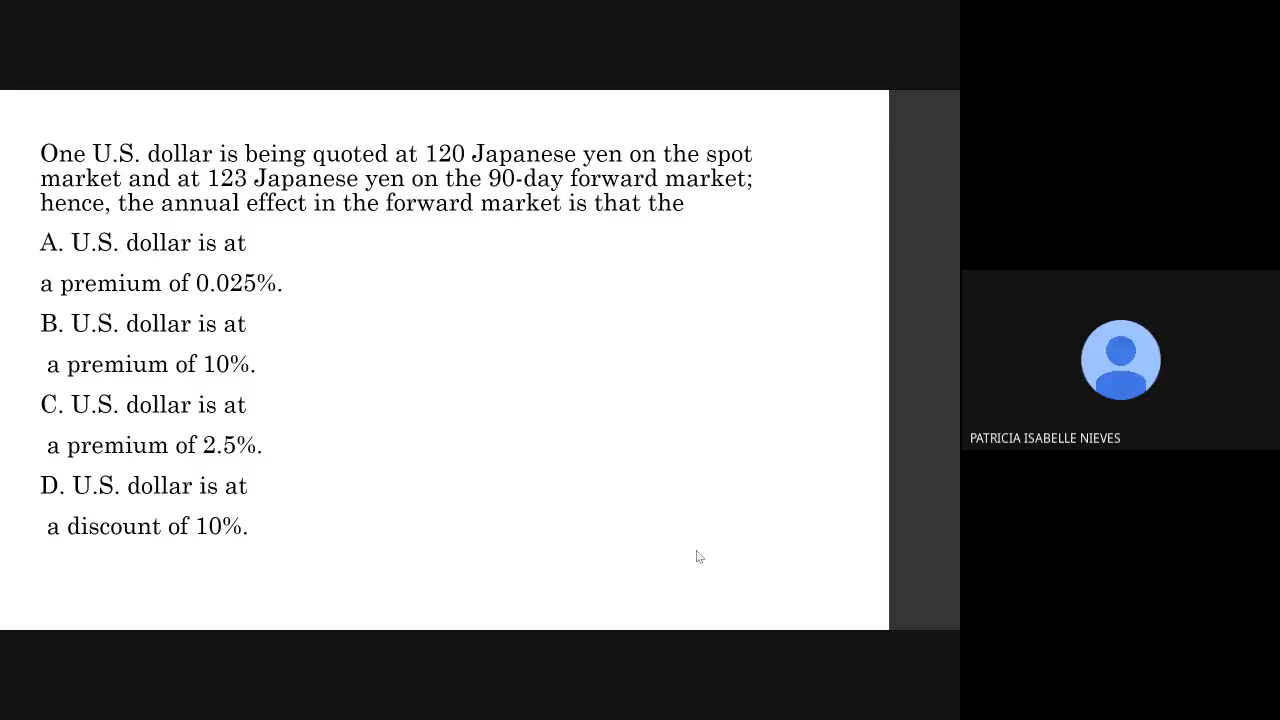 One U.S. dollar is being quoted at 120 Japanese yen on the spot
market and at 123 Japanese yen on the 90-day forward market;
hence, the annual effect in the forward market is that the
A. U.S. dollar is at
a premium of 0.025%.
B. U.S. dollar is at
a premium of 10%.
C. U.S. dollar is at
a premium of 2.5%.
D. U.S. dollar is at
a discount of 10%.
PATRICIA ISABELLE NIEVES